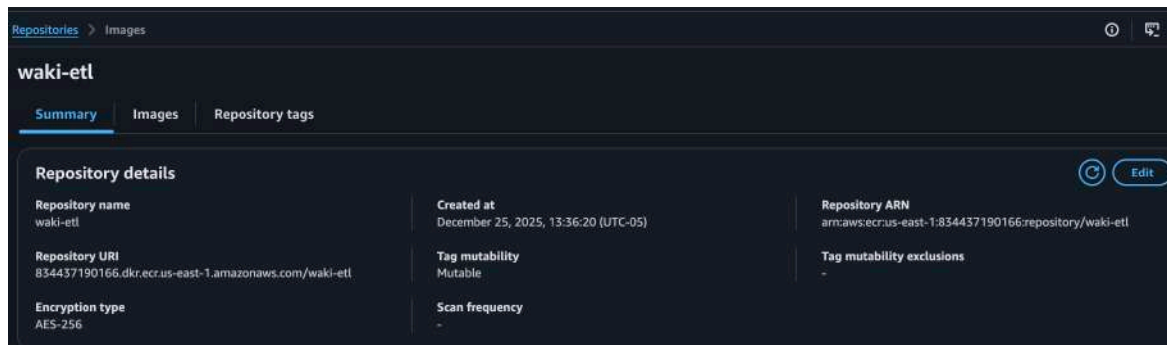 Repositories > Images
waki-etl
Summary Images Repository tags
Repository details
Edit
Repository name
waki-etl
Created at
December 25, 2025, 13:36:20 (UTC-05)
Repository ARN
arn:aws:ecr:us-east-1:834437190166:repository/waki-etl
Repository URI
834437190166.dkr.ecr.us-east-1.amazonaws.com/waki-etl
Tag mutability
Mutable
Tag mutability exclusions
-
Encryption type
AES-256
Scan frequency
-